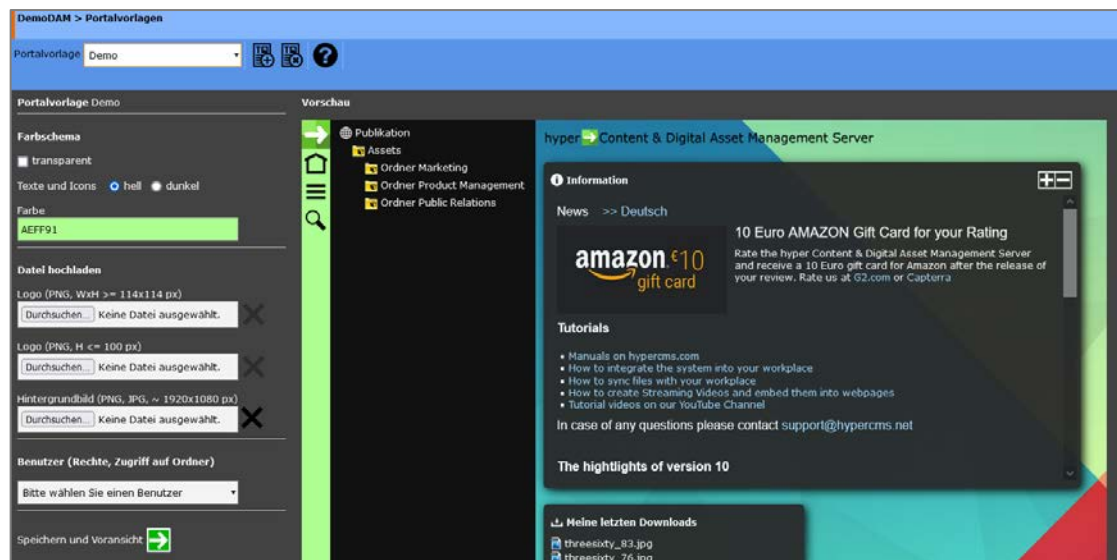 DemoDAM > Portalvorlagen
Portalvorlage Demo
Portalvorlage Demo
Farbschema
transparent
Texte und Icons hell dunkel
Farbe
AEFF91
Datei hochladen
Logo (PNG, WxH >= 114x114 px)
Durchsuchen... Keine Datei ausgewählt.
Logo (PNG, H <= 100 px)
Durchsuchen... Keine Datei ausgewählt.
Hintergrundbild (PNG, JPG, ~ 1920x1080 px)
Durchsuchen... Keine Datei ausgewählt.
Benutzer (Rechte, Zugriff auf Ordner)
Bitte wählen Sie einen Benutzer
Speichern und Voransicht
Vorschau
Publikation
Assets
Ordner Marketing
Ordner Product Management
Ordner Public Relations
hyper Content & Digital Asset Management Server
Information
News >> Deutsch
amazon €10
gift card
10 Euro AMAZON Gift Card for your Rating
Rate the hyper Content & Digital Asset Management Server
and receive a 10 Euro gift card for Amazon after the release of
your review. Rate us at G2.com or Capterra
Tutorials
• Manuals on hypercms.com
• How to integrate the system into your workplace
• How to sync files with your workplace
• How to create Streaming Videos and embed them into webpages
• Tutorial videos on our YouTube Channel
In case of any questions please contact support@hypercms.net
The hightlights of version 10
Meine letzten Downloads
threesixty_83.jpg
threesixty_76.jpg